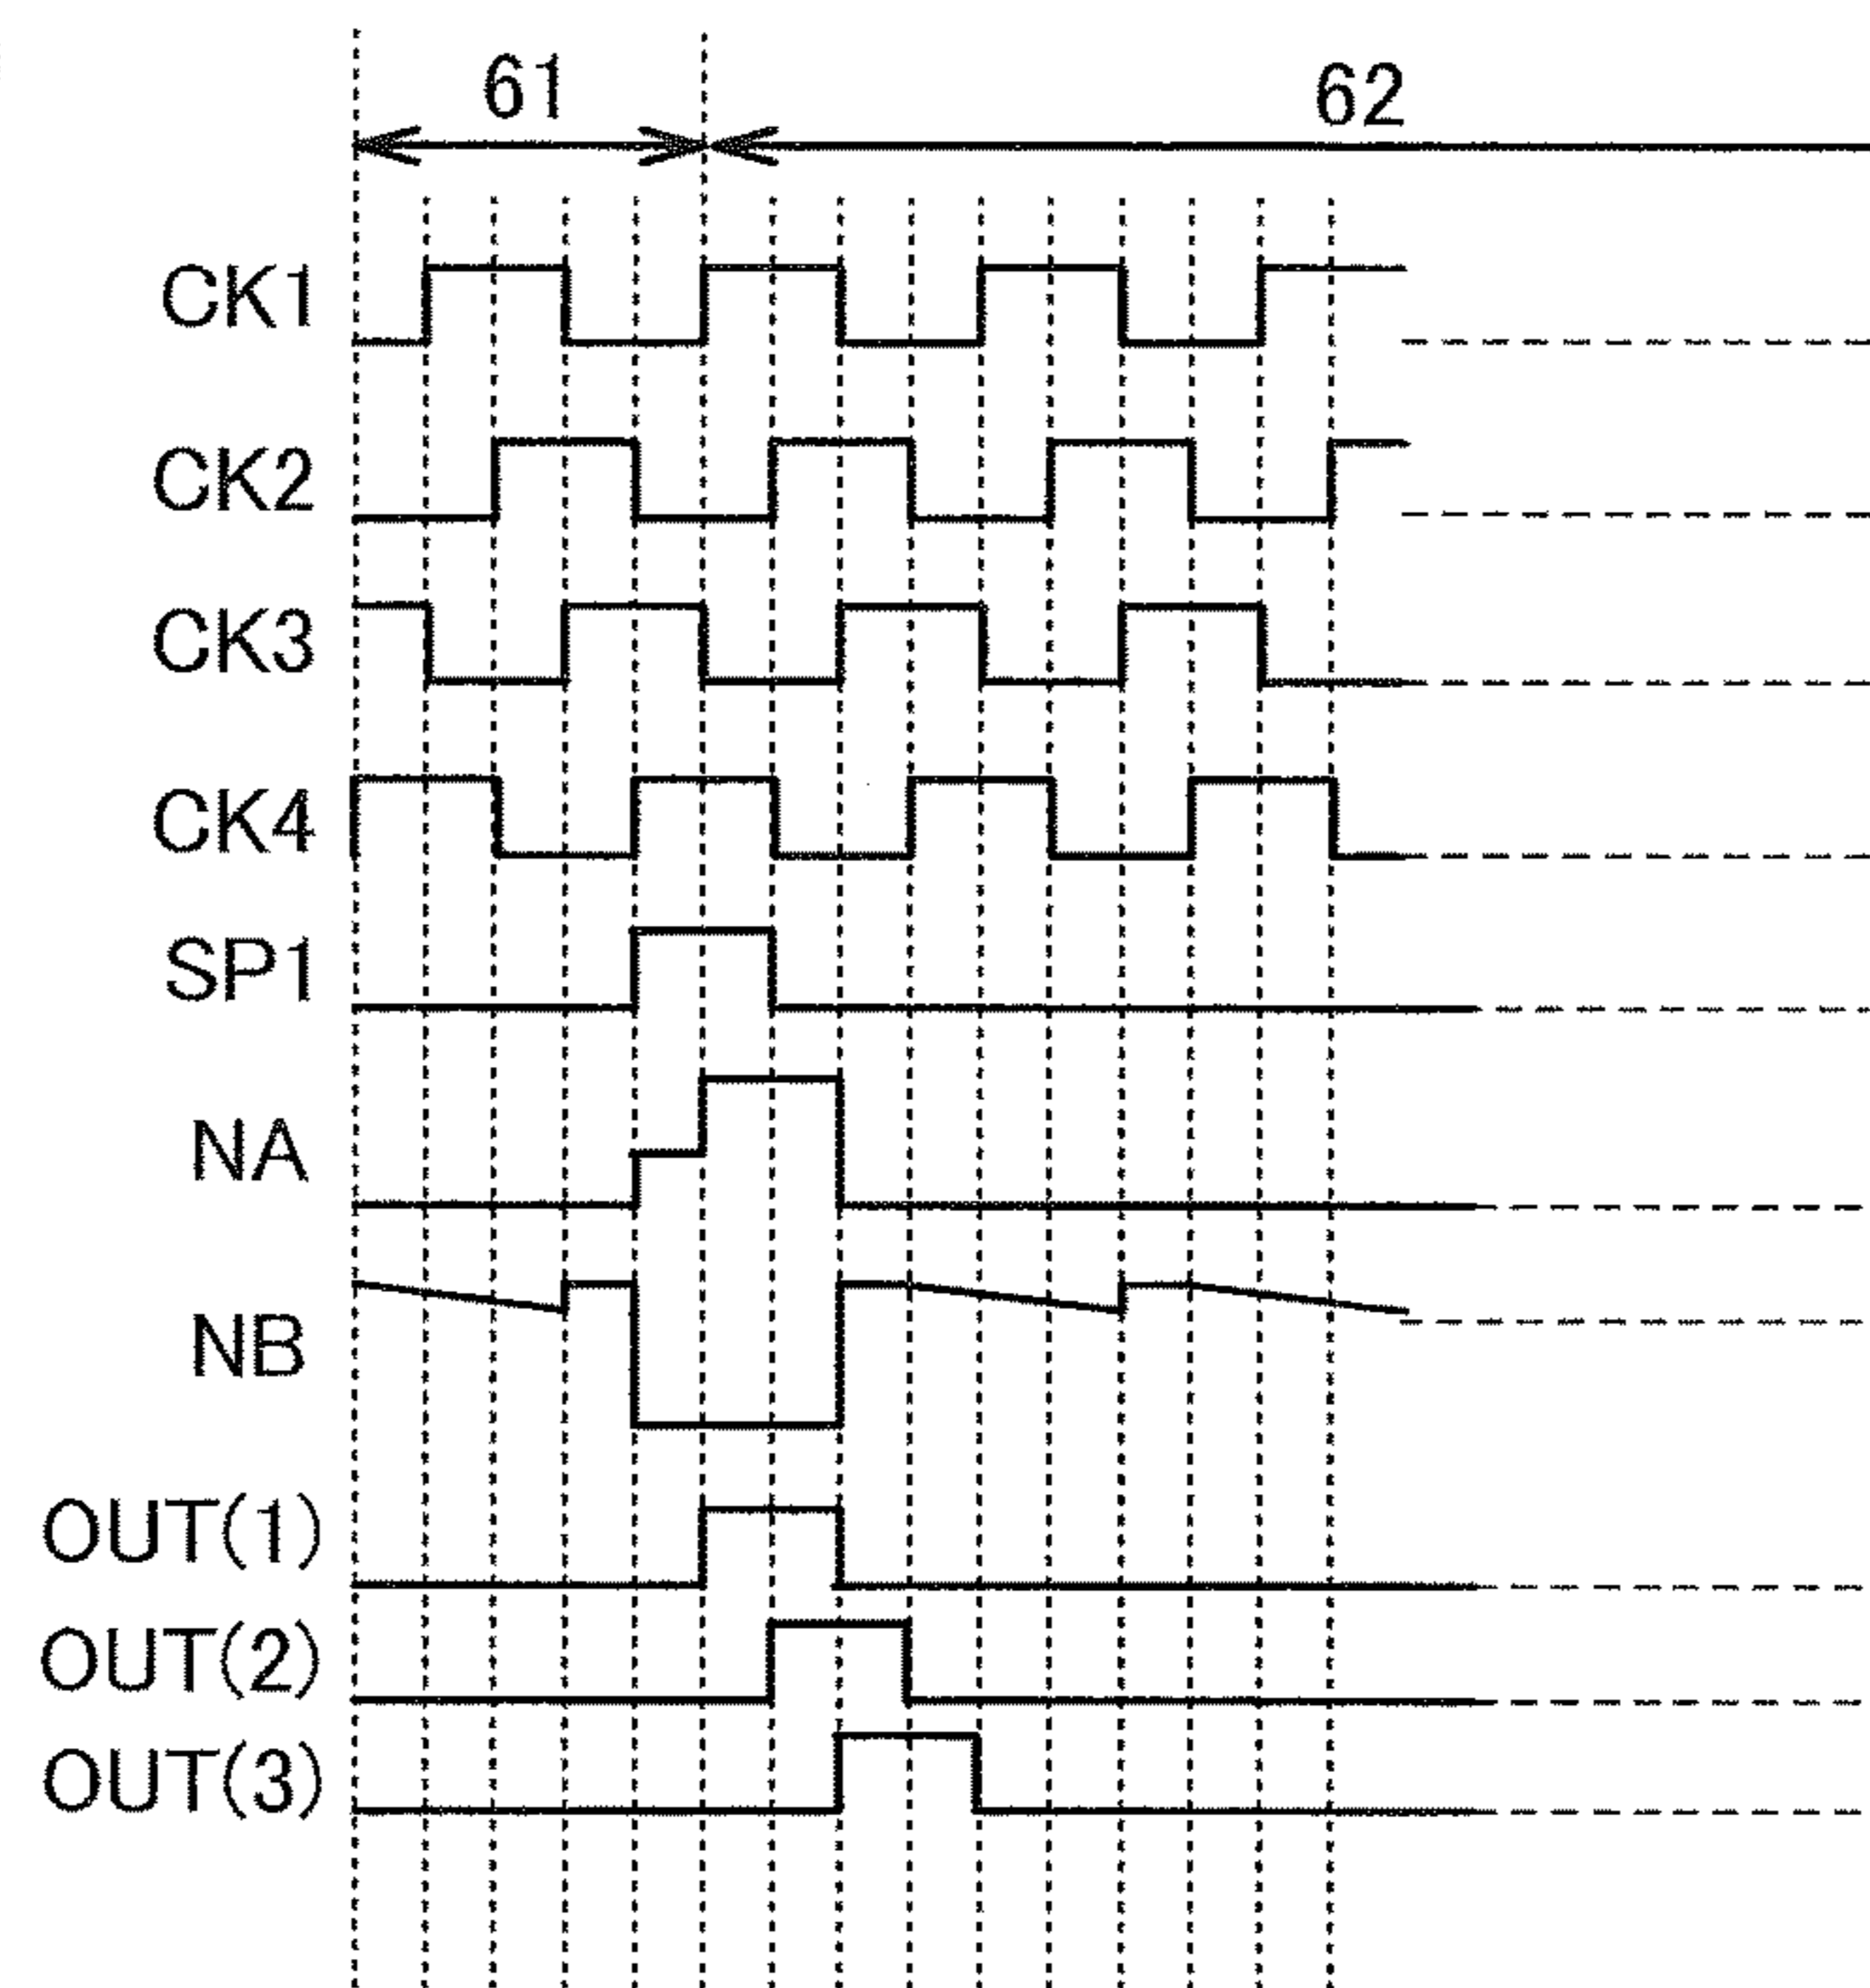 61 62
CK1
CK2
CK3
CK4
SP1
NA
NB
OUT(1)
OUT(2)
OUT(3)